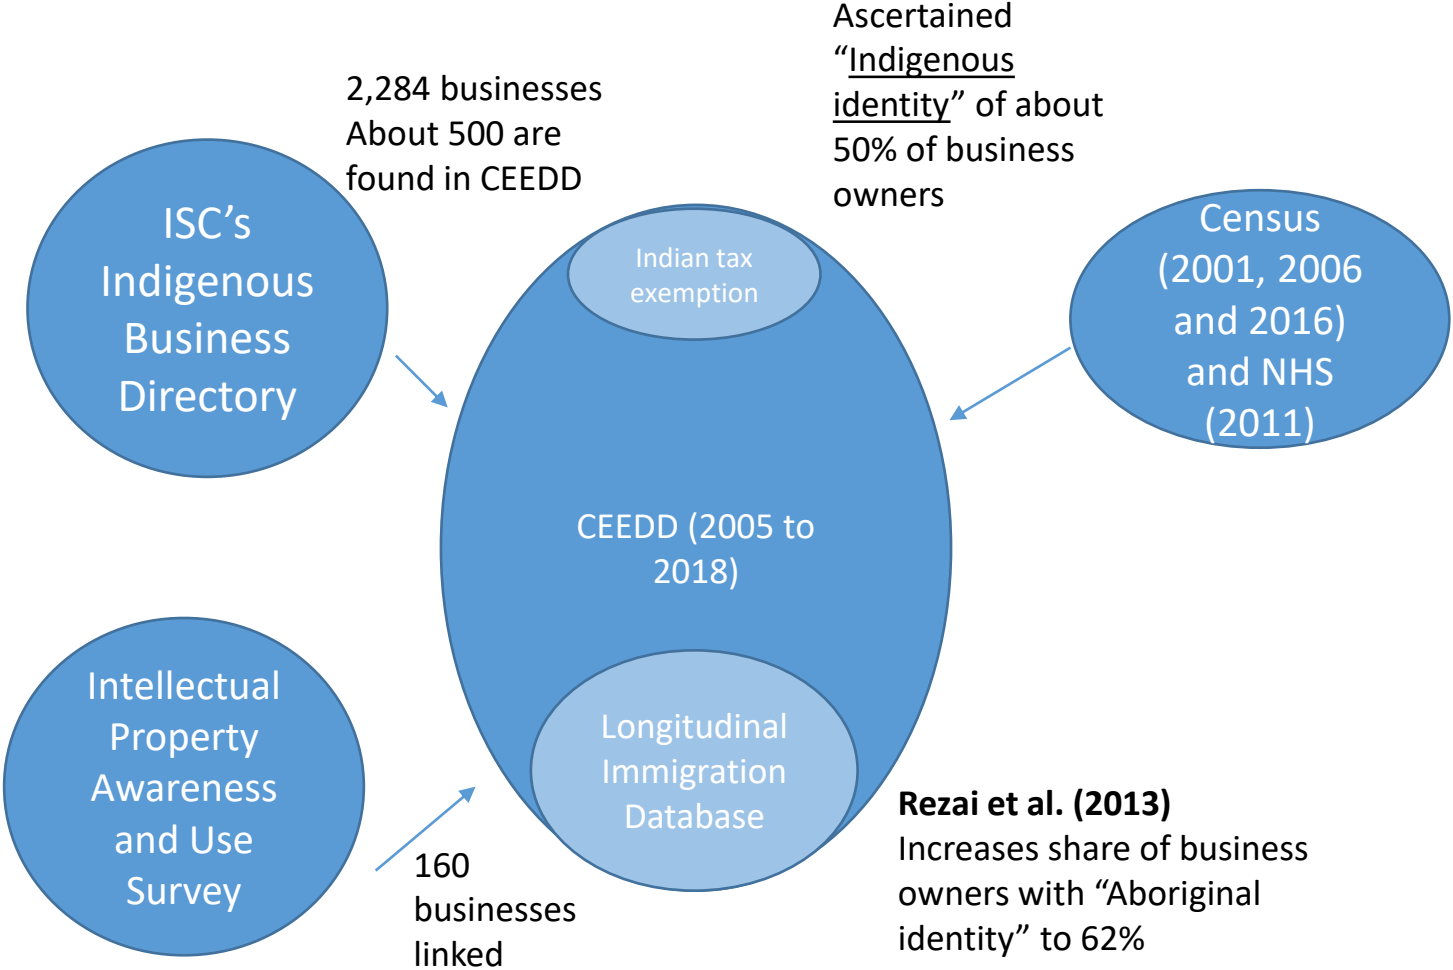 Ascertained
“Indigenous
identity” of about
50% of business
owners
2,284 businesses
About 500 are
found in CEEDD
ISC’s
Indigenous
Business
Directory
Indian tax
exemption
Census
(2001, 2006
and 2016)
and NHS
(2011)
CEEDD (2005 to
2018)
Intellectual
Property
Awareness
and Use
Survey
Longitudinal
Immigration
Database
160
businesses
linked
Rezai et al. (2013)
Increases share of business
owners with “Aboriginal
identity” to 62%